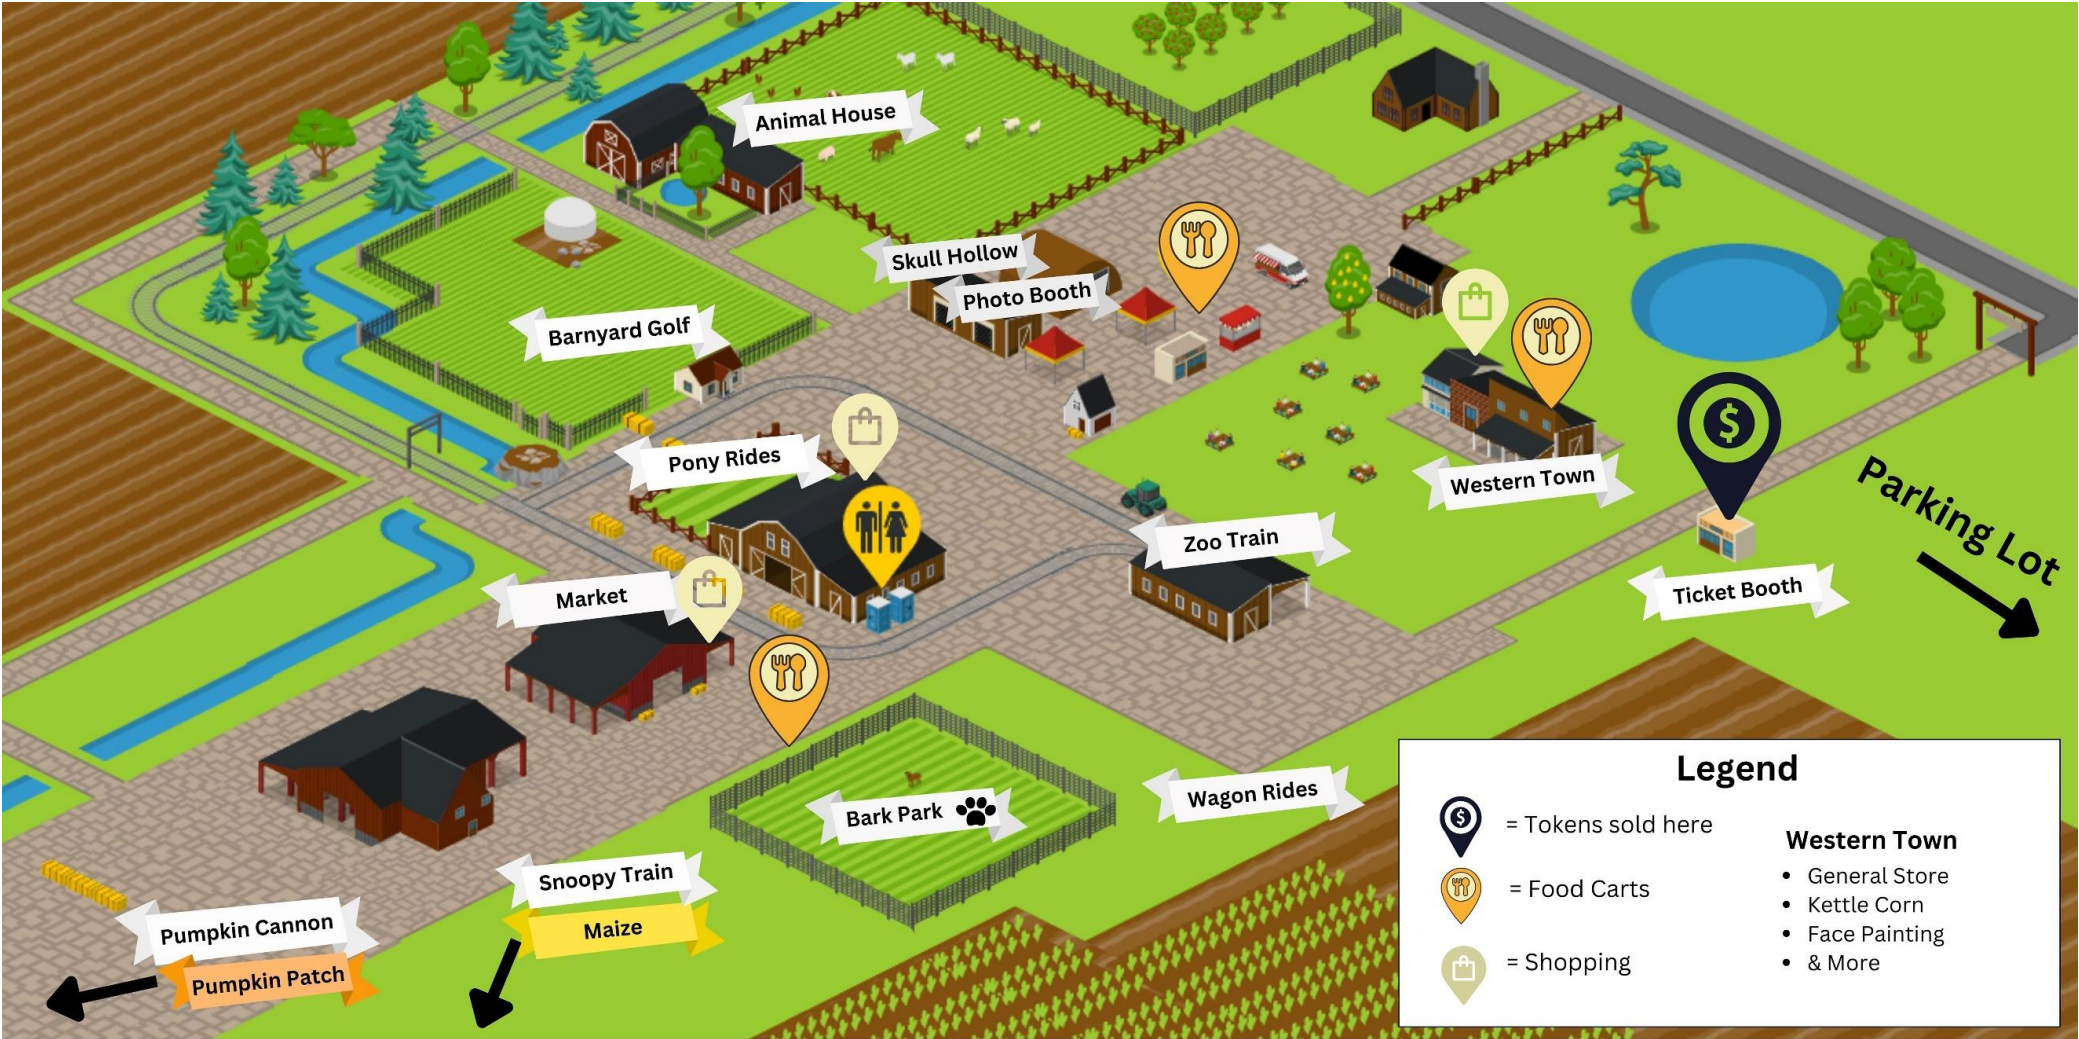 Animal House
Skull Hollow
Photo Booth
Barnyard Golf
Pony Rides
Western Town
Zoo Train
Market
Ticket Booth
Parking Lot
$
Bark Park
Wagon Rides
Snoopy Train
Maize
Pumpkin Cannon
Pumpkin Patch
Legend
$ = Tokens sold here
= Food Carts
= Shopping
Western Town
• General Store
• Kettle Corn
• Face Painting
• & More